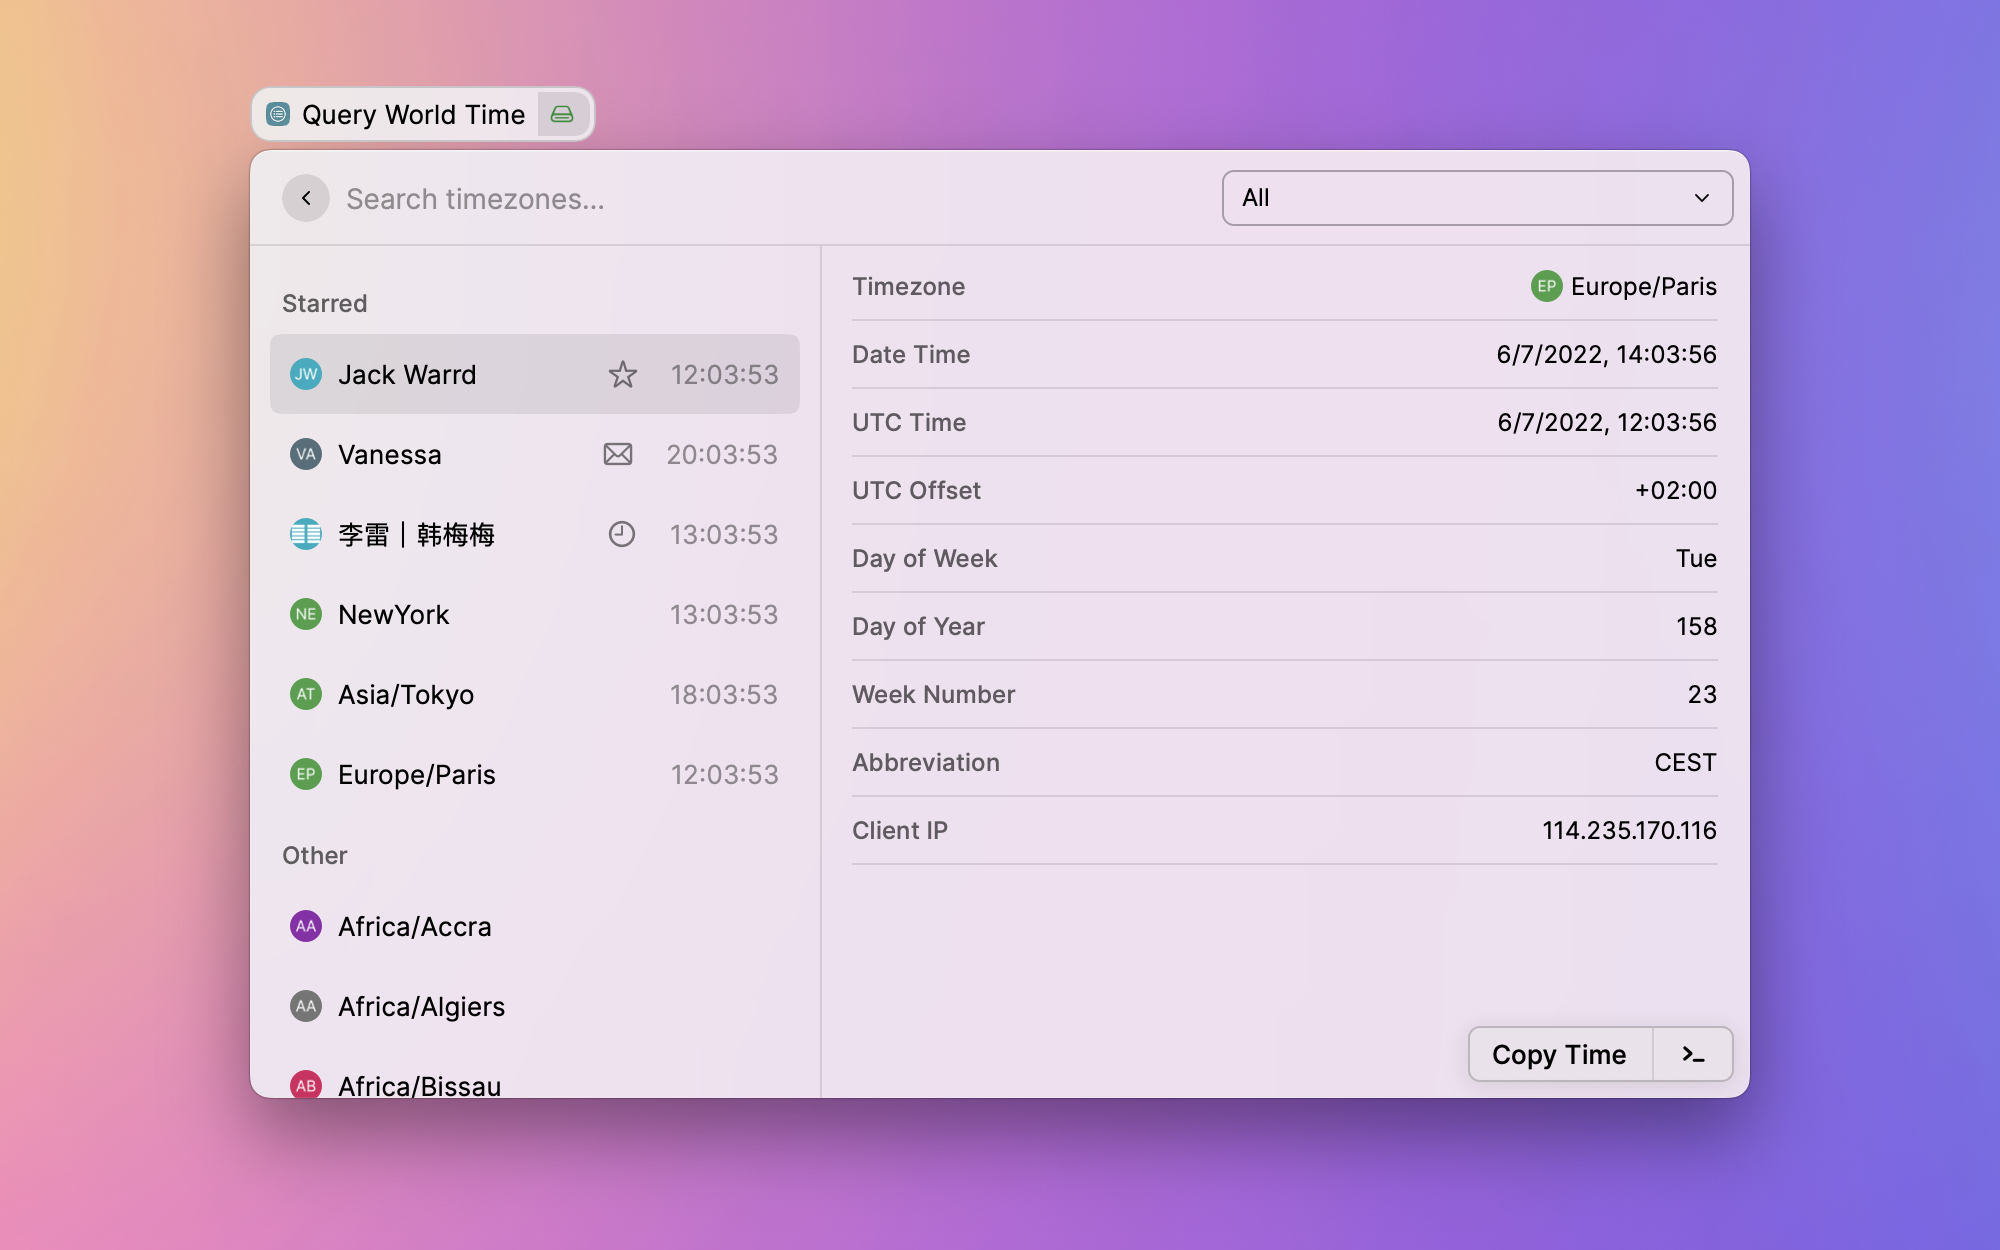 Query World Time
Search timezones...
All
Starred
JW Jack Warrd 12:03:53
VA Vanessa 20:03:53
李雷｜韩梅梅 13:03:53
NE NewYork 13:03:53
AT Asia/Tokyo 18:03:53
EP Europe/Paris 12:03:53
Other
AA Africa/Accra
AA Africa/Algiers
AB Africa/Bissau
Timezone EP Europe/Paris
Date Time 6/7/2022, 14:03:56
UTC Time 6/7/2022, 12:03:56
UTC Offset +02:00
Day of Week Tue
Day of Year 158
Week Number 23
Abbreviation CEST
Client IP 114.235.170.116
Copy Time